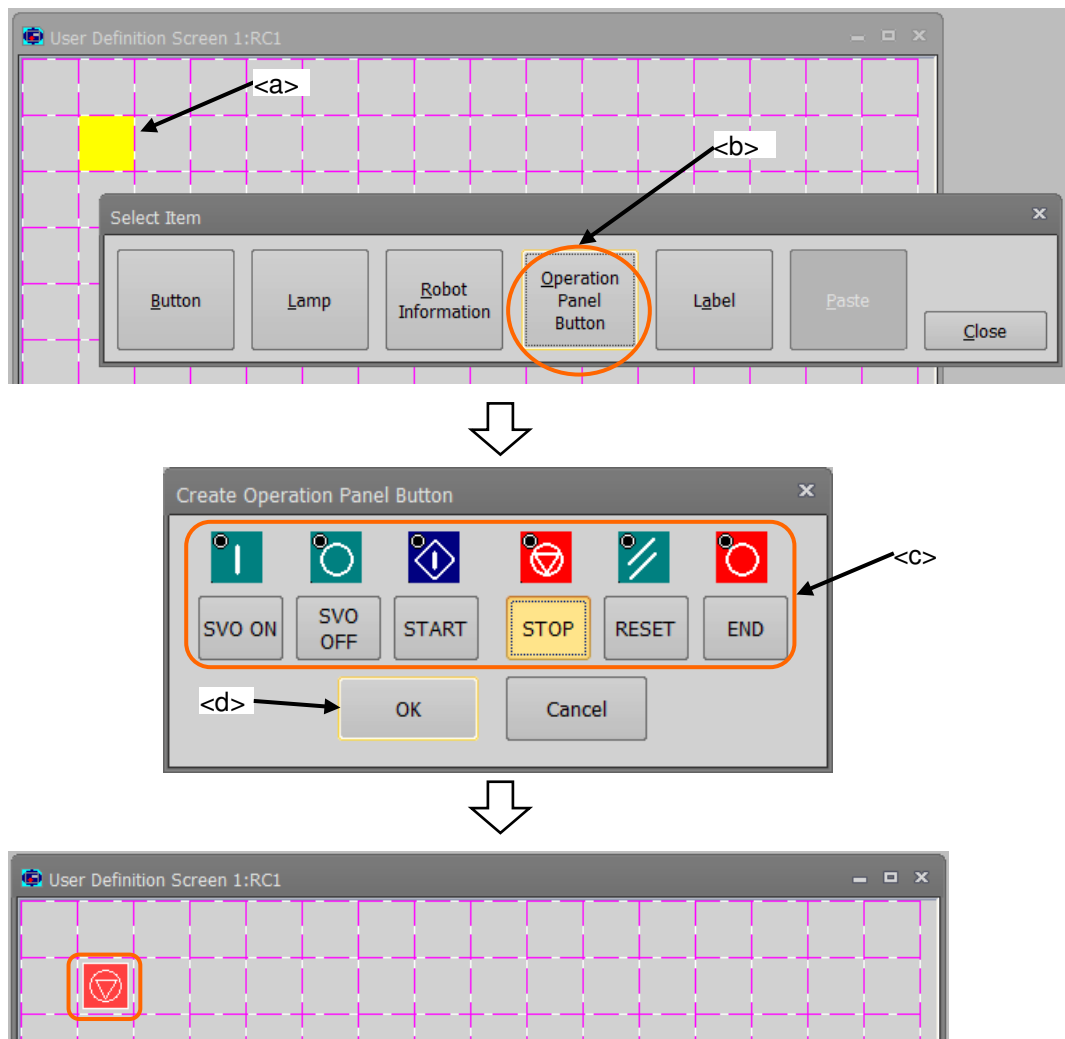 User Definition Screen 1:RC1
<a>
<b>
Select Item
Button
Lamp
Robot
Information
Operation
Panel
Button
Label
Paste
Close
Create Operation Panel Button
<c>
SVO ON
SVO
OFF
START
STOP
RESET
END
<d>
OK
Cancel
User Definition Screen 1:RC1